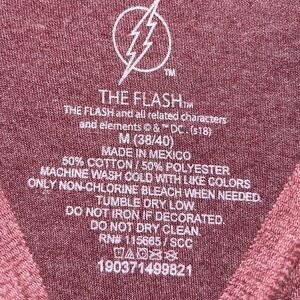 ™
THE FLASH™
THE FLASH and all related characters
and elements © & ™ DC. (s18)
M (38/40)
MADE IN MEXICO
50% COTTON / 50% POLYESTER
MACHINE WASH COLD WITH LIKE COLORS
ONLY NON-CHLORINE BLEACH WHEN NEEDED.
TUMBLE DRY LOW.
DO NOT IRON IF DECORATED.
DO NOT DRY CLEAN.
RN# 115665 / SCC
190371499821